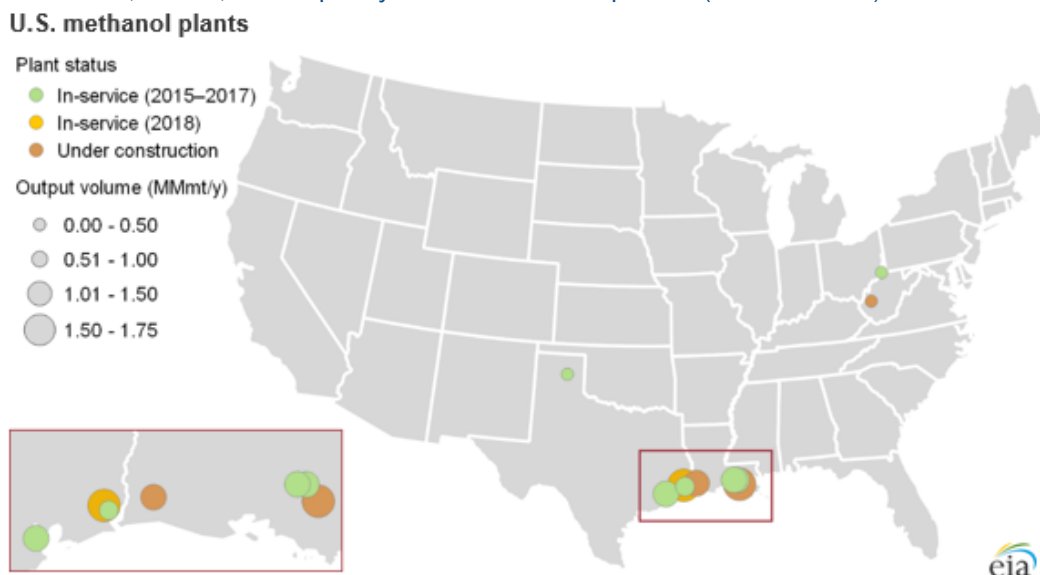 U.S. methanol plants
Plant status
In-service (2015–2017)
In-service (2018)
Under construction
Output volume (MMmt/y)
0.00 - 0.50
0.51 - 1.00
1.01 - 1.50
1.50 - 1.75
eia